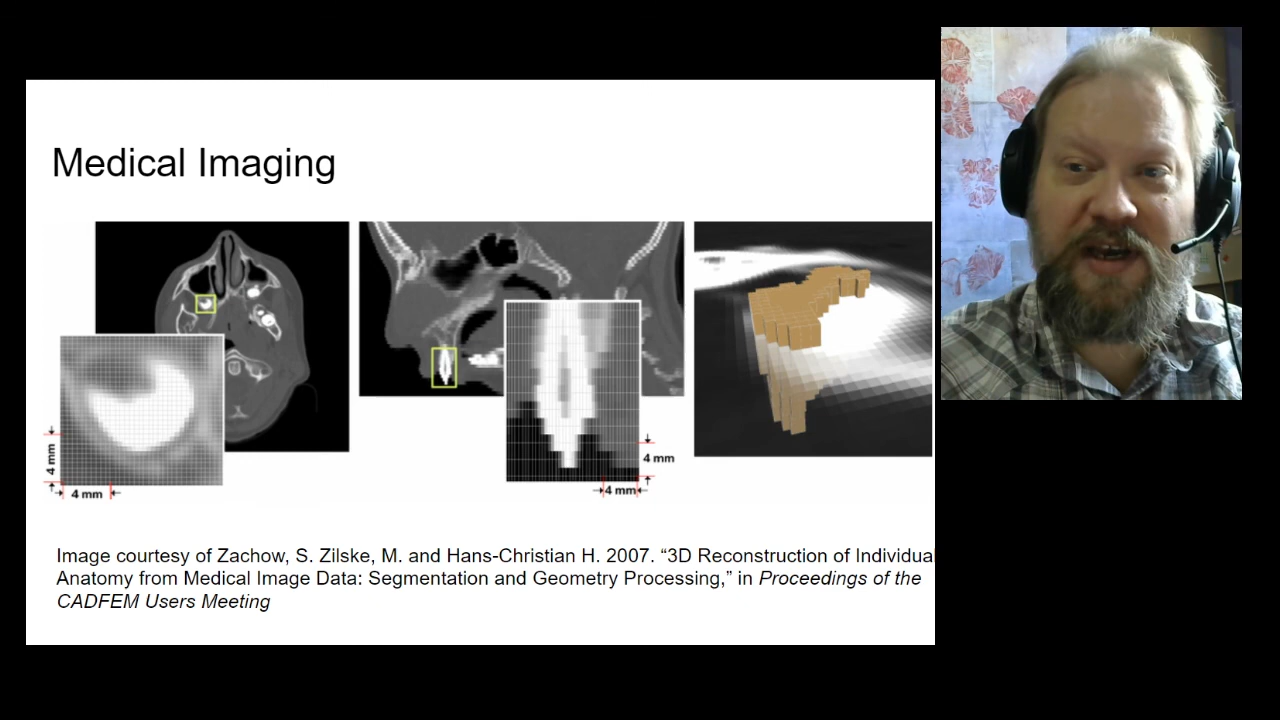 Medical Imaging
4 mm
4 mm
4 mm
4 mm
Image courtesy of Zachow, S. Zilske, M. and Hans-Christian H. 2007. “3D Reconstruction of Individua
Anatomy from Medical Image Data: Segmentation and Geometry Processing,” in Proceedings of the
CADFEM Users Meeting